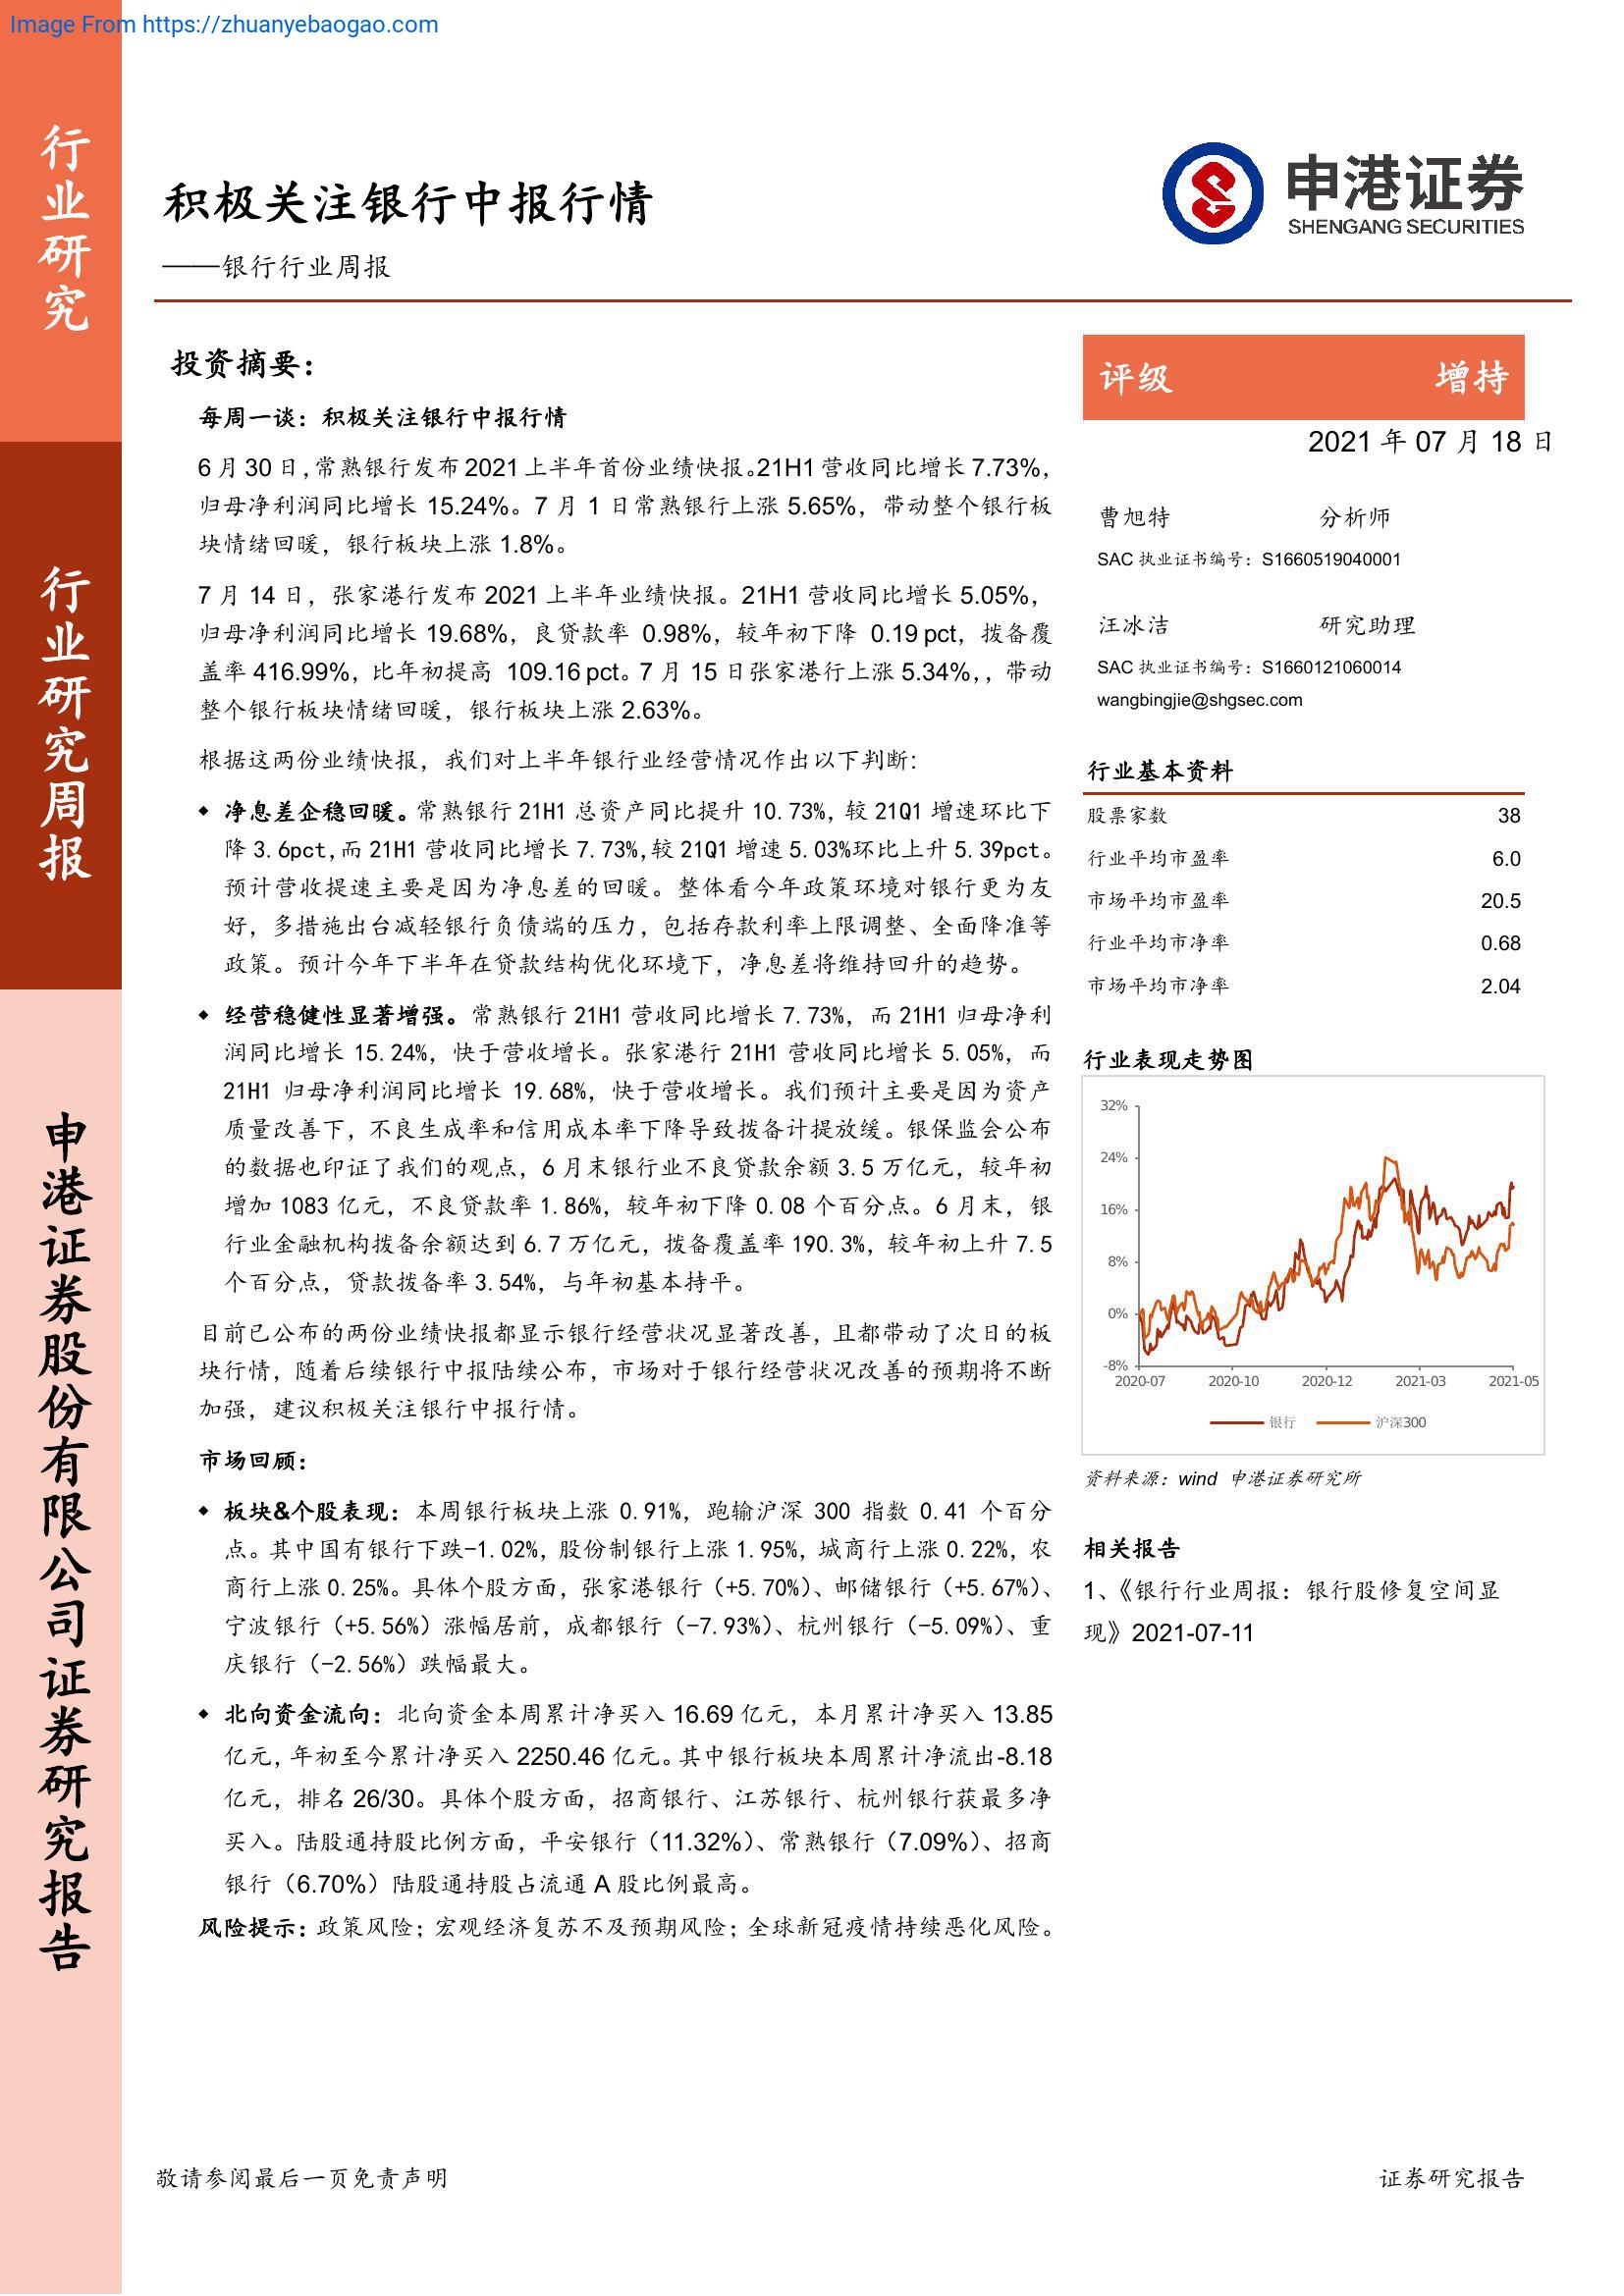 Image From https://zhuanyebaogao.com
行业研究
行业研究周报
申港证券股份有限公司证券研究报告
积极关注银行中报行情
——银行行业周报
申港证券
SHENGANG SECURITIES
投资摘要：
每周一谈：积极关注银行中报行情
6 月 30 日，常熟银行发布 2021 上半年首份业绩快报。21H1 营收同比增长 7.73%，
归母净利润同比增长 15.24%。7 月 1 日常熟银行上涨 5.65%，带动整个银行板
块情绪回暖，银行板块上涨 1.8%。
7 月 14 日，张家港行发布 2021 上半年业绩快报。21H1 营收同比增长 5.05%，
归母净利润同比增长 19.68%，良贷款率 0.98%，较年初下降 0.19 pct，拨备覆
盖率 416.99%，比年初提高 109.16 pct。7 月 15 日张家港行上涨 5.34%，，带动
整个银行板块情绪回暖，银行板块上涨 2.63%。
根据这两份业绩快报，我们对上半年银行业经营情况作出以下判断：
◆ 净息差企稳回暖。常熟银行 21H1 总资产同比提升 10.73%，较 21Q1 增速环比下
降 3.6pct，而 21H1 营收同比增长 7.73%，较 21Q1 增速 5.03%环比上升 5.39pct。
预计营收提速主要是因为净息差的回暖。整体看今年政策环境对银行更为友
好，多措施出台减轻银行负债端的压力，包括存款利率上限调整、全面降准等
政策。预计今年下半年在贷款结构优化环境下，净息差将维持回升的趋势。
◆ 经营稳健性显著增强。常熟银行 21H1 营收同比增长 7.73%，而 21H1 归母净利
润同比增长 15.24%，快于营收增长。张家港行 21H1 营收同比增长 5.05%，而
21H1 归母净利润同比增长 19.68%，快于营收增长。我们预计主要是因为资产
质量改善下，不良生成率和信用成本率下降导致拨备计提放缓。银保监会公布
的数据也印证了我们的观点，6 月末银行业不良贷款余额 3.5 万亿元，较年初
增加 1083 亿元，不良贷款率 1.86%，较年初下降 0.08 个百分点。6 月末，银
行业金融机构拨备余额达到 6.7 万亿元，拨备覆盖率 190.3%，较年初上升 7.5
个百分点，贷款拨备率 3.54%，与年初基本持平。
目前已公布的两份业绩快报都显示银行经营状况显著改善，且都带动了次日的板
块行情，随着后续银行中报陆续公布，市场对于银行经营状况改善的预期将不断
加强，建议积极关注银行中报行情。
市场回顾：
◆ 板块&个股表现：本周银行板块上涨 0.91%，跑输沪深 300 指数 0.41 个百分
点。其中国有银行下跌-1.02%，股份制银行上涨 1.95%，城商行上涨 0.22%，农
商行上涨 0.25%。具体个股方面，张家港银行（+5.70%）、邮储银行（+5.67%）、
宁波银行（+5.56%）涨幅居前，成都银行（-7.93%）、杭州银行（-5.09%）、重
庆银行（-2.56%）跌幅最大。
◆ 北向资金流向：北向资金本周累计净买入 16.69 亿元，本月累计净买入 13.85
亿元，年初至今累计净买入 2250.46 亿元。其中银行板块本周累计净流出-8.18
亿元，排名 26/30。具体个股方面，招商银行、江苏银行、杭州银行获最多净
买入。陆股通持股比例方面，平安银行（11.32%）、常熟银行（7.09%）、招商
银行（6.70%）陆股通持股占流通 A 股比例最高。
风险提示：政策风险；宏观经济复苏不及预期风险；全球新冠疫情持续恶化风险。
评级 增持
2021 年 07 月 18 日
曹旭特 分析师
SAC 执业证书编号：S1660519040001
汪冰洁 研究助理
SAC 执业证书编号：S1660121060014
wangbingjie@shgsec.com
行业基本资料
股票家数 38
行业平均市盈率 6.0
市场平均市盈率 20.5
行业平均市净率 0.68
市场平均市净率 2.04
行业表现走势图
32%
24%
16%
8%
0%
-8%
2020-07 2020-10 2020-12 2021-03 2021-05
银行 沪深300
资料来源：wind 申港证券研究所
相关报告
1、《银行行业周报：银行股修复空间显
现》2021-07-11
敬请参阅最后一页免责声明 证券研究报告